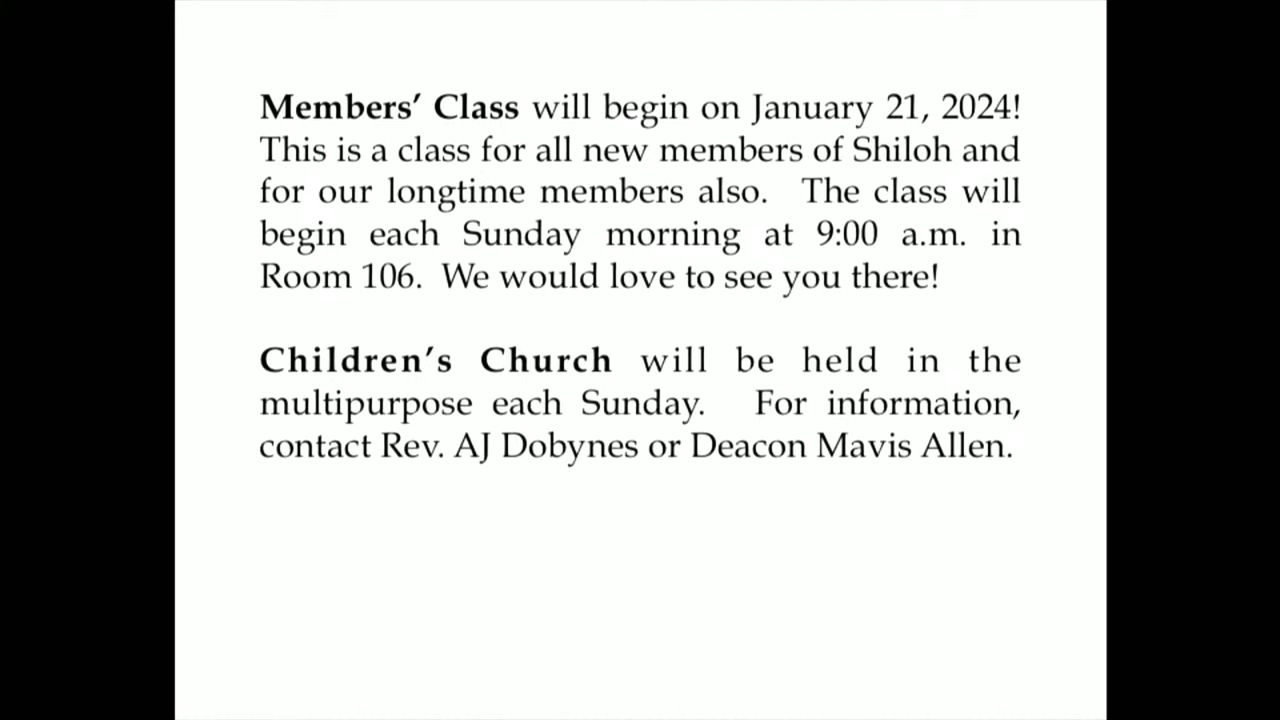 Members’ Class will begin on January 21, 2024!
This is a class for all new members of Shiloh and
for our longtime members also. The class will
begin each Sunday morning at 9:00 a.m. in
Room 106. We would love to see you there!
Children’s Church will be held in the
multipurpose each Sunday. For information,
contact Rev. AJ Dobynes or Deacon Mavis Allen.